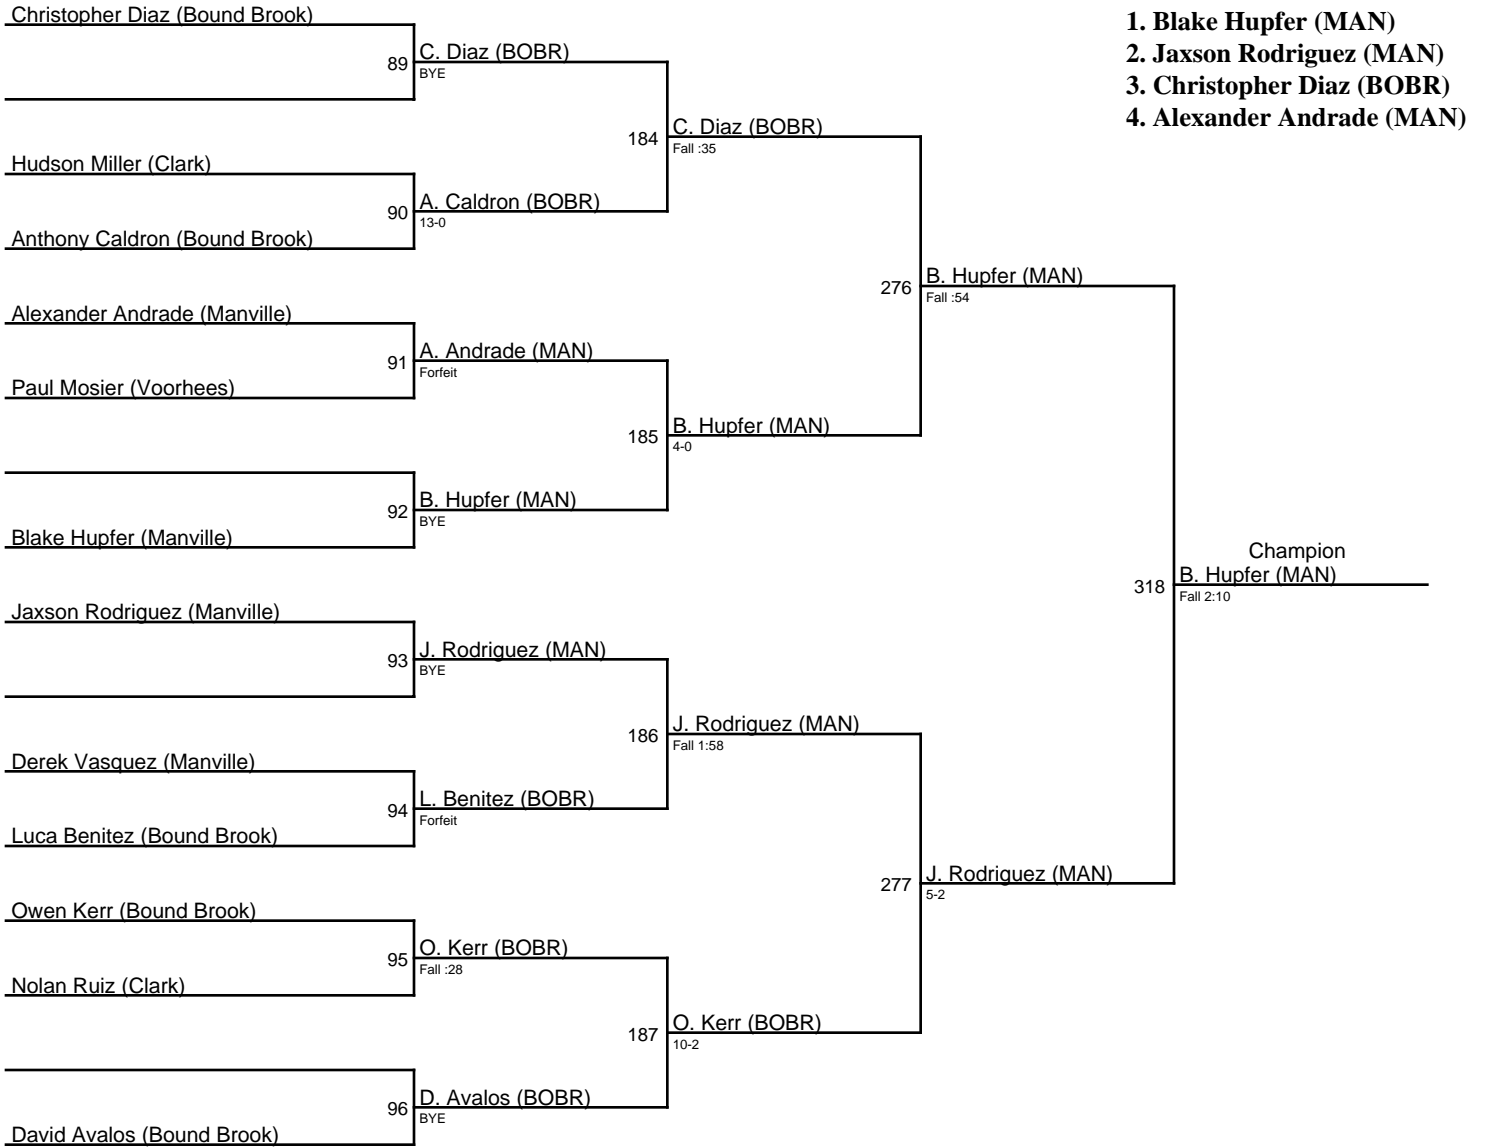 Christopher Diaz (Bound Brook)
89
C. Diaz (BOBR)
BYE
184
C. Diaz (BOBR)
Fall :35
Hudson Miller (Clark)
90
A. Caldron (BOBR)
13-0
Anthony Caldron (Bound Brook)
276
B. Hupfer (MAN)
Fall :54
Alexander Andrade (Manville)
91
A. Andrade (MAN)
Forfeit
Paul Mosier (Voorhees)
185
B. Hupfer (MAN)
4-0
92
B. Hupfer (MAN)
BYE
Blake Hupfer (Manville)
Champion
318
B. Hupfer (MAN)
Fall 2:10
Jaxson Rodriguez (Manville)
93
J. Rodriguez (MAN)
BYE
186
J. Rodriguez (MAN)
Fall 1:58
Derek Vasquez (Manville)
94
L. Benitez (BOBR)
Forfeit
Luca Benitez (Bound Brook)
277
J. Rodriguez (MAN)
5-2
Owen Kerr (Bound Brook)
95
O. Kerr (BOBR)
Fall :28
Nolan Ruiz (Clark)
187
O. Kerr (BOBR)
10-2
96
D. Avalos (BOBR)
BYE
David Avalos (Bound Brook)
1. Blake Hupfer (MAN)
2. Jaxson Rodriguez (MAN)
3. Christopher Diaz (BOBR)
4. Alexander Andrade (MAN)